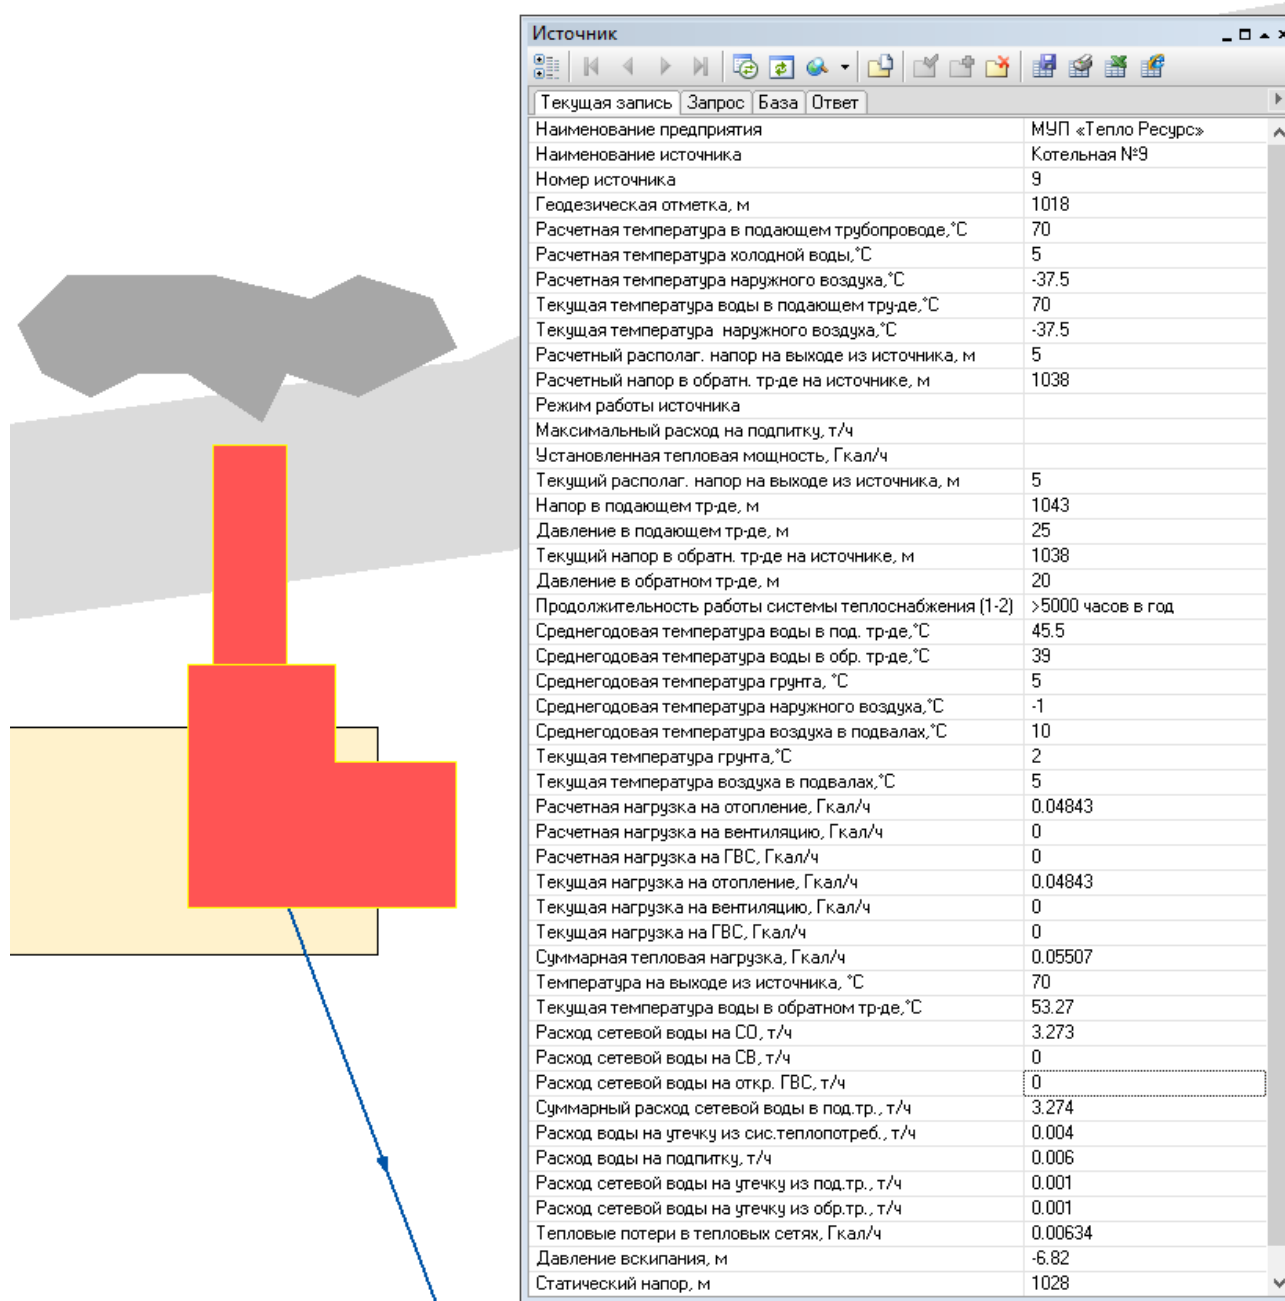 Источник
Текущая запись Запрос База Ответ
Наименование предприятия МУП «Тепло Ресурс»
Наименование источника Котельная №9
Номер источника 9
Геодезическая отметка, м 1018
Расчетная температура в подающем трубопроводе,°C 70
Расчетная температура холодной воды,°C 5
Расчетная температура наружного воздуха,°C -37.5
Текущая температура воды в подающем тру-де,°C 70
Текущая температура наружного воздуха,°C -37.5
Расчетный располаг. напор на выходе из источника, м 5
Расчетный напор в обратн. тр-де на источнике, м 1038
Режим работы источника
Максимальный расход на подпитку, т/ч
Установленная тепловая мощность, Гкал/ч
Текущий располаг. напор на выходе из источника, м 5
Напор в подающем тр-де, м 1043
Давление в подающем тр-де, м 25
Текущий напор в обратн. тр-де на источнике, м 1038
Давление в обратном тр-де, м 20
Продолжительность работы системы теплоснабжения (1-2) >5000 часов в год
Среднегодовая температура воды в под. тр-де,°C 45.5
Среднегодовая температура воды в обр. тр-де,°C 39
Среднегодовая температура грунта, °C 5
Среднегодовая температура наружного воздуха,°C -1
Среднегодовая температура воздуха в подвалах,°C 10
Текущая температура грунта,°C 2
Текущая температура воздуха в подвалах,°C 5
Расчетная нагрузка на отопление, Гкал/ч 0.04843
Расчетная нагрузка на вентиляцию, Гкал/ч 0
Расчетная нагрузка на ГВС, Гкал/ч 0
Текущая нагрузка на отопление, Гкал/ч 0.04843
Текущая нагрузка на вентиляцию, Гкал/ч 0
Текущая нагрузка на ГВС, Гкал/ч 0
Суммарная тепловая нагрузка, Гкал/ч 0.05507
Температура на выходе из источника, °C 70
Текущая температура воды в обратном тр-де,°C 53.27
Расход сетевой воды на СО, т/ч 3.273
Расход сетевой воды на СВ, т/ч 0
Расход сетевой воды на откр. ГВС, т/ч 0
Суммарный расход сетевой воды в под.тр., т/ч 3.274
Расход воды на утечку из сис.теплопотреб., т/ч 0.004
Расход воды на подпитку, т/ч 0.006
Расход сетевой воды на утечку из под.тр., т/ч 0.001
Расход сетевой воды на утечку из обр.тр., т/ч 0.001
Тепловые потери в тепловых сетях, Гкал/ч 0.00634
Давление вскипания, м -6.82
Статический напор, м 1028